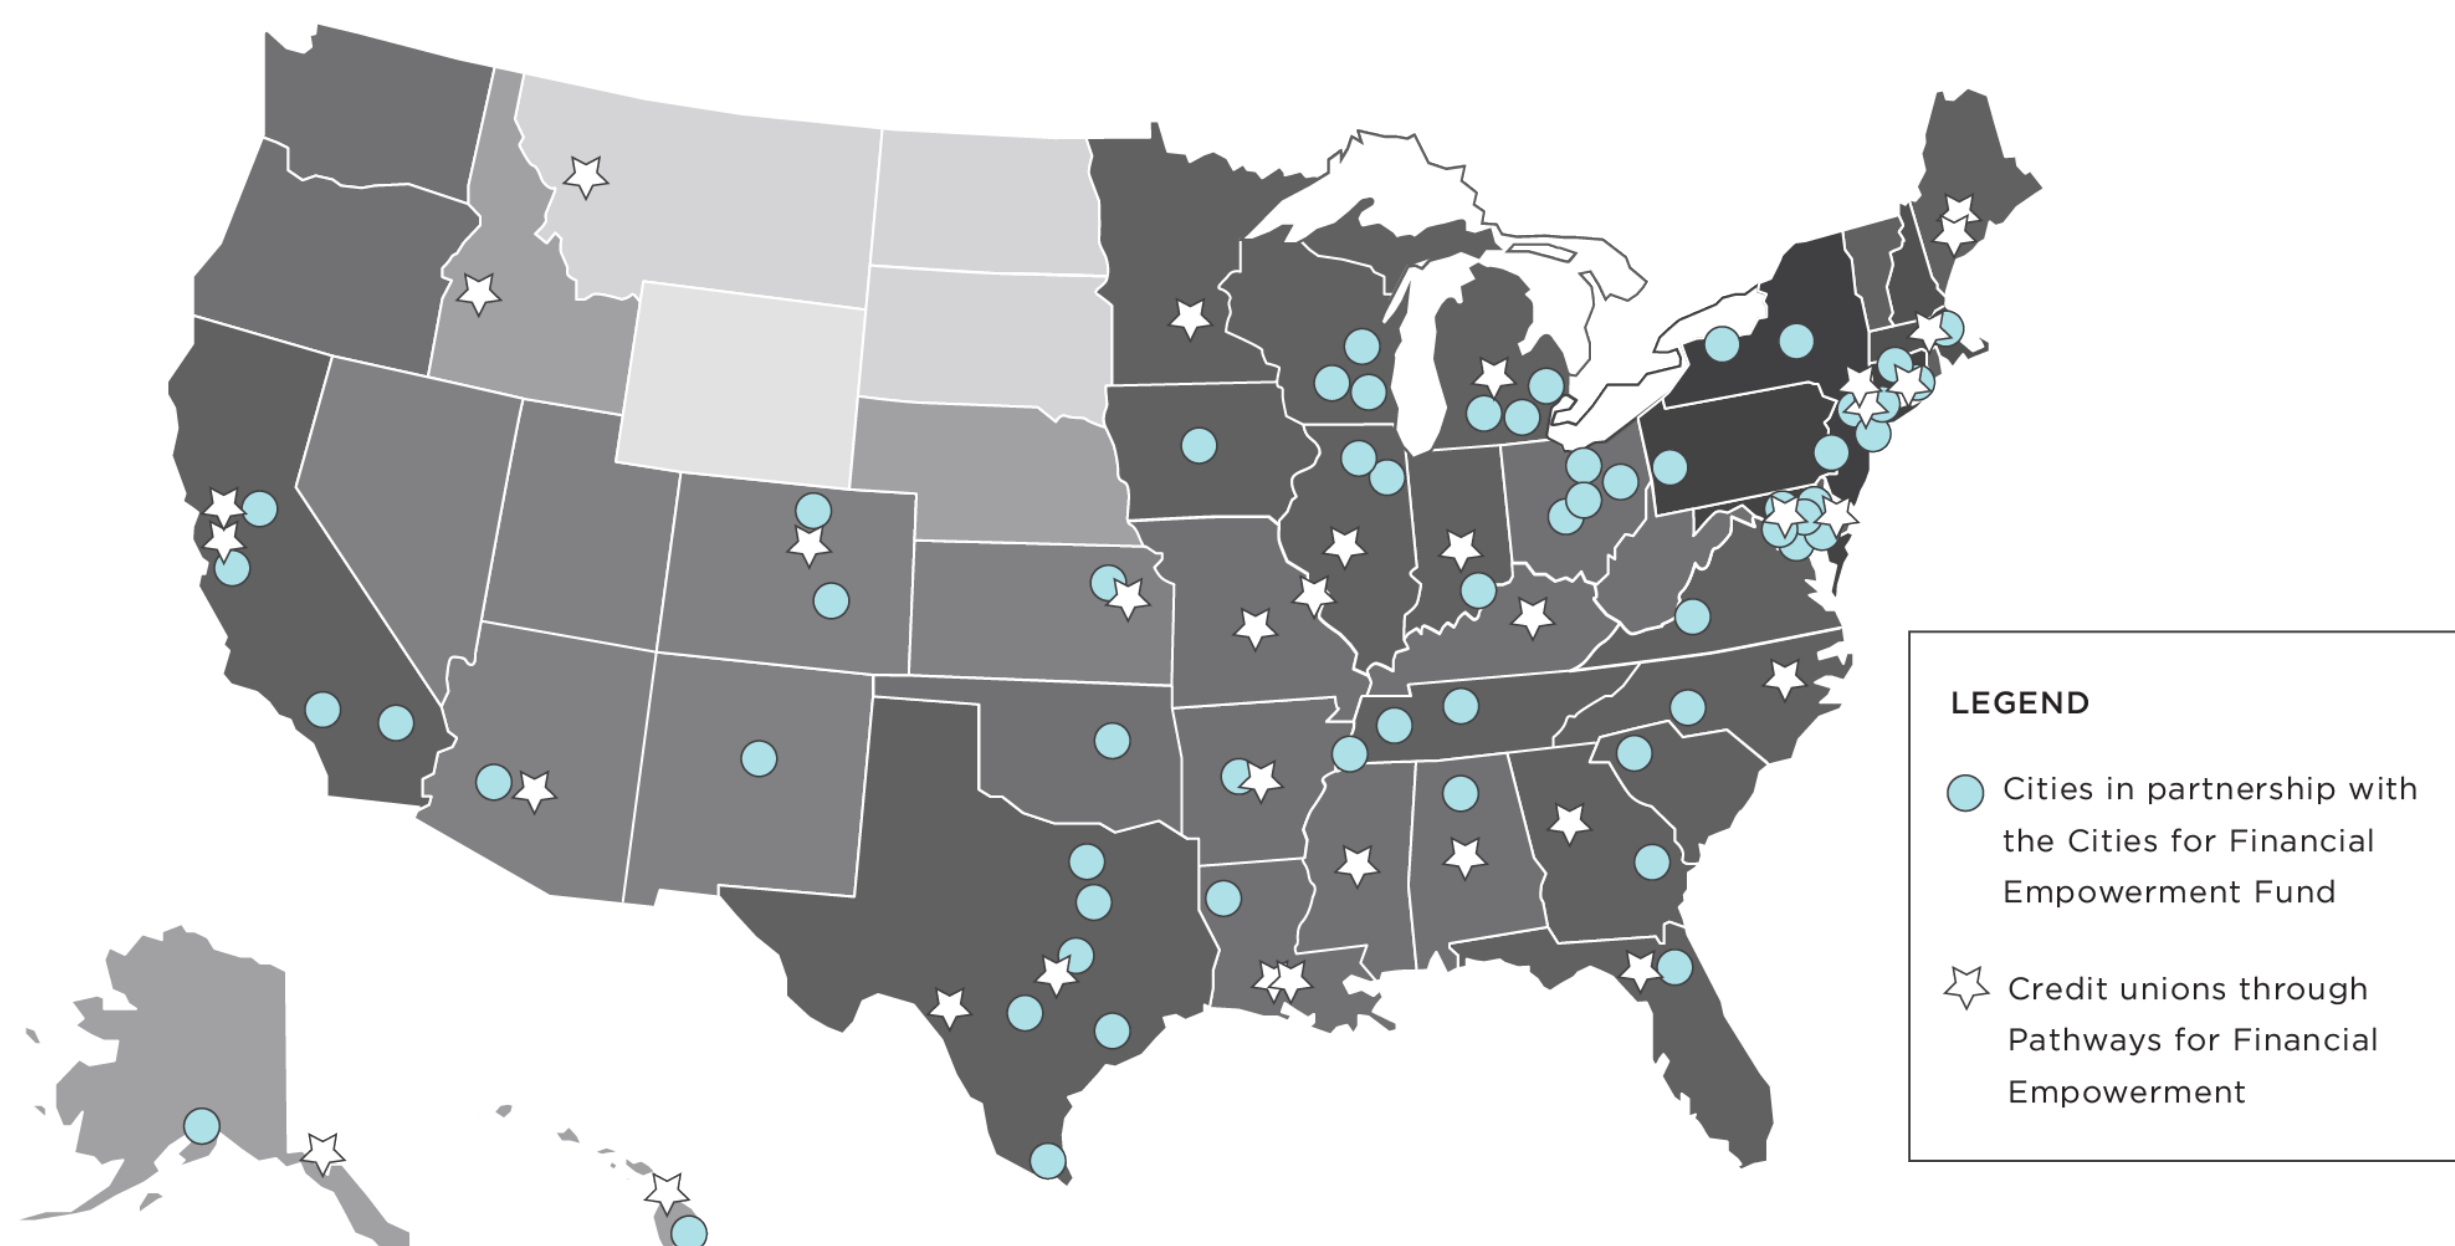 LEGEND
Cities in partnership with
the Cities for Financial
Empowerment Fund
Credit unions through
Pathways for Financial
Empowerment